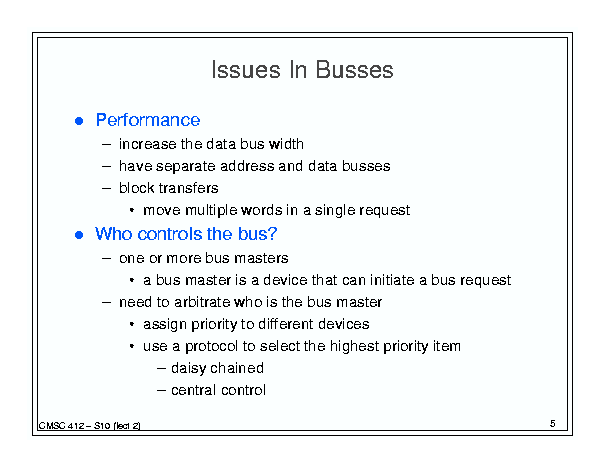 Issues In Busses
● Performance
– increase the data bus width
– have separate address and data busses
– block transfers
• move multiple words in a single request
● Who controls the bus?
– one or more bus masters
• a bus master is a device that can initiate a bus request
– need to arbitrate who is the bus master
• assign priority to different devices
• use a protocol to select the highest priority item
– daisy chained
– central control
CMSC 412 – S10 (lect 2)
5